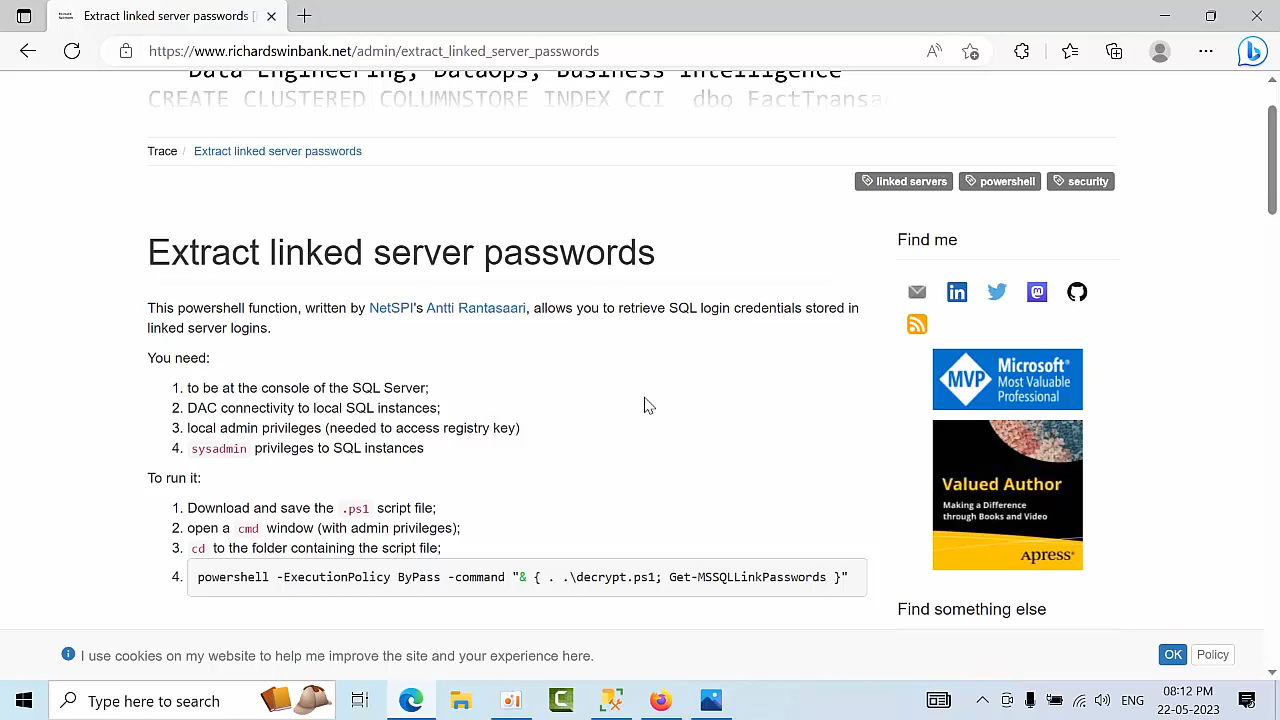 Extract linked server passwords [
https://www.richardswinbank.net/admin/extract_linked_server_passwords
Data Engineering, DataOps, Business Intelligence
CREATE CLUSTERED COLUMNSTORE INDEX CCI dbo FactTransa
Trace / Extract linked server passwords
linked servers powershell security
Extract linked server passwords
This powershell function, written by NetSPI's Antti Rantasaari, allows you to retrieve SQL login credentials stored in
linked server logins.
You need:
1. to be at the console of the SQL Server;
2. DAC connectivity to local SQL instances;
3. local admin privileges (needed to access registry key)
4. sysadmin privileges to SQL instances
To run it:
1. Download and save the .ps1 script file;
2. open a cmd window (with admin privileges);
3. cd to the folder containing the script file;
4. powershell -ExecutionPolicy ByPass -command "& { . .\decrypt.ps1; Get-MSSQLLinkPasswords }"
Find me
Microsoft®
MVP Most Valuable
Professional
Valued Author
Making a Difference
through Books and Video
Apress®
Find something else
I use cookies on my website to help me improve the site and your experience here.
OK Policy
Type here to search
ENG
08:12 PM
22-05-2023